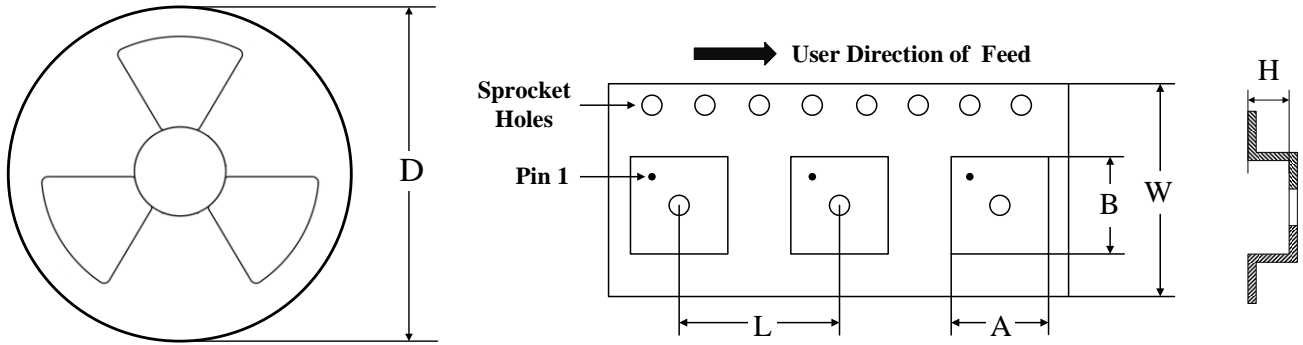 D
User Direction of Feed
Sprocket
Holes
Pin 1
L
A
B
W
H